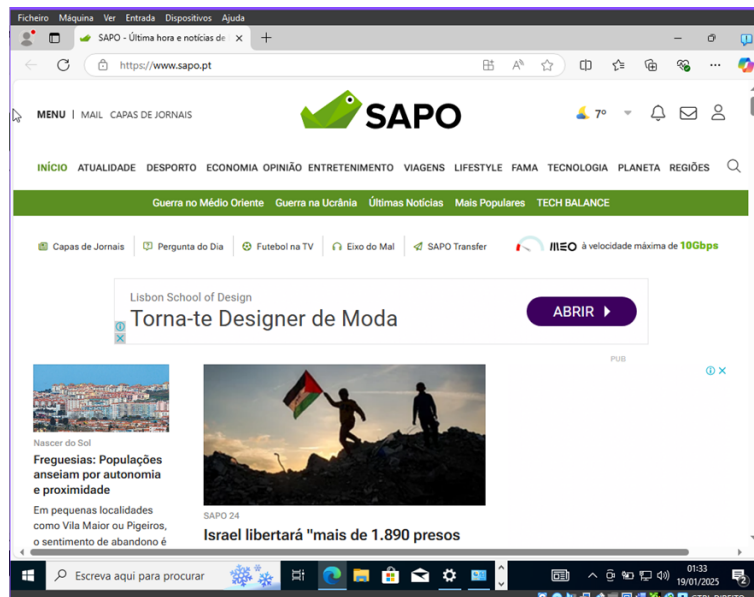 Ficheiro Máquina Ver Entrada Dispositivos Ajuda
SAPO - Última hora e notícias de
https://www.sapo.pt
MENU | MAIL CAPAS DE JORNAIS
SAPO
7º
INÍCIO ATUALIDADE DESPORTO ECONOMIA OPINIÃO ENTRETENIMENTO VIAGENS LIFESTYLE FAMA TECNOLOGIA PLANETA REGIÕES
Guerra no Médio Oriente Guerra na Ucrânia Últimas Notícias Mais Populares TECH BALANCE
Capas de Jornais Pergunta do Dia Futebol na TV Eixo do Mal SAPO Transfer MEO à velocidade máxima de 10Gbps
Lisbon School of Design
Torna-te Designer de Moda
ABRIR
PUB
Nascer do Sol
Freguesias: Populações
anseiam por autonomia
e proximidade
Em pequenas localidades
como Vila Maior ou Pigeiros,
o sentimento de abandono é
SAPO 24
Israel libertará "mais de 1.890 presos
Escreva aqui para procurar
01:33
19/01/2025
2
CTRL DIREITO